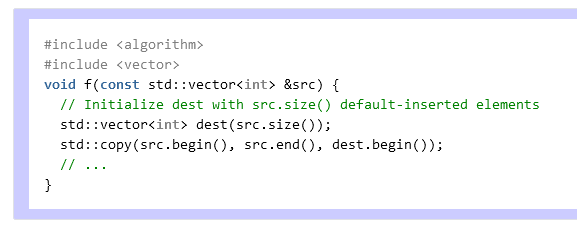 #include <algorithm>
#include <vector>
void f(const std::vector<int> &src) {
  // Initialize dest with src.size() default-inserted elements
  std::vector<int> dest(src.size());
  std::copy(src.begin(), src.end(), dest.begin());
  // ...
}